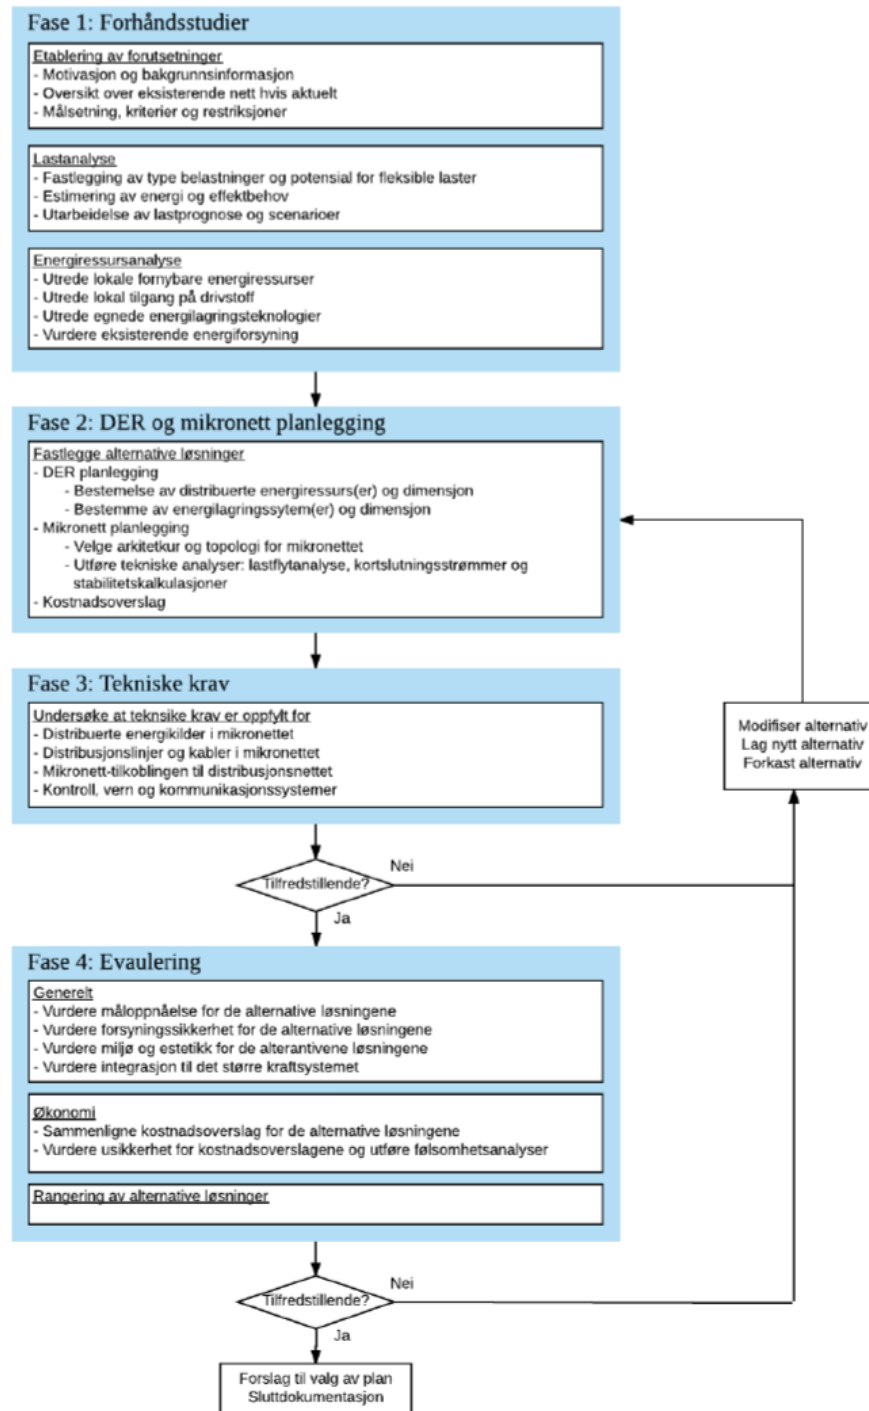 Fase 1: Forhåndsstudier
Etablering av forutsetninger
- Motivasjon og bakgrunnsinformasjon
- Oversikt over eksisterende nett hvis aktuelt
- Målsetning, kriterier og restriksjoner
Lastanalyse
- Fastlegging av type belastninger og potensial for fleksible laster
- Estimering av energi og effektbehov
- Utarbeidelse av lastprognose og scenarioer
Energiressursanalyse
- Utrede lokale fornybare energiressurser
- Utrede lokal tilgang på drivstoff
- Utrede egnede energilagringsteknologier
- Vurdere eksisterende energiforsyning
Fase 2: DER og mikronett planlegging
Fastlegge alternative løsninger
- DER planlegging
- Bestemelse av distribuerte energiressurs(er) og dimensjon
- Bestemme av energilagringssytem(er) og dimensjon
- Mikronett planlegging
- Velge arkitetkur og topologi for mikronettet
- Utføre tekniske analyser: lastflytanalyse, kortslutningsstrømmer og
stabilitetskalkulasjoner
- Kostnadsoverslag
Fase 3: Tekniske krav
Undersøke at teknsike krav er oppfylt for
- Distribuerte energikilder i mikronettet
- Distribusjonslinjer og kabler i mikronettet
- Mikronett-tilkoblingen til distribusjonsnettet
- Kontroll, vern og kommunikasjonssystemer
Modifiser alternativ
Lag nytt alternativ
Forkast alternativ
Tilfredstillende?
Nei
Ja
Fase 4: Evaulering
Generelt
- Vurdere måloppnåelse for de alternative løsningene
- Vurdere forsyningssikkerhet for de alternative løsningene
- Vurdere miljø og estetikk for de alterantivene løsningene
- Vurdere integrasjon til det større kraftsystemet
Økonomi
- Sammenligne kostnadsoverslag for de alternative løsningene
- Vurdere usikkerhet for kostnadsoverslagene og utføre følsomhetsanalyser
Rangering av alternative løsninger
Tilfredstillende?
Nei
Ja
Forslag til valg av plan
Sluttdokumentasjon